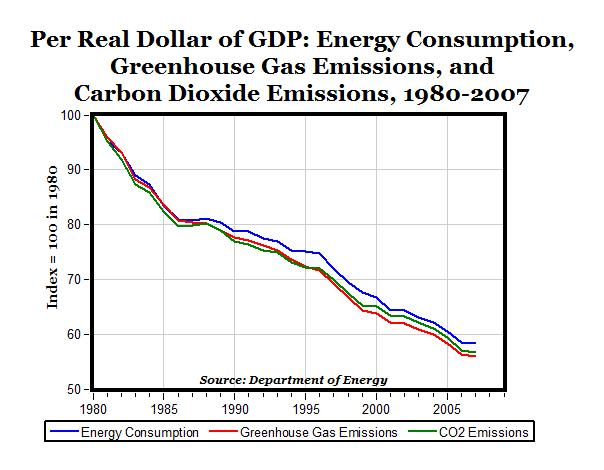 Per Real Dollar of GDP: Energy Consumption,
Greenhouse Gas Emissions, and
Carbon Dioxide Emissions, 1980-2007
100
90
80
70
60
50
Index = 100 in 1980
Source: Department of Energy
1980 1985 1990 1995 2000 2005
Energy Consumption Greenhouse Gas Emissions CO2 Emissions